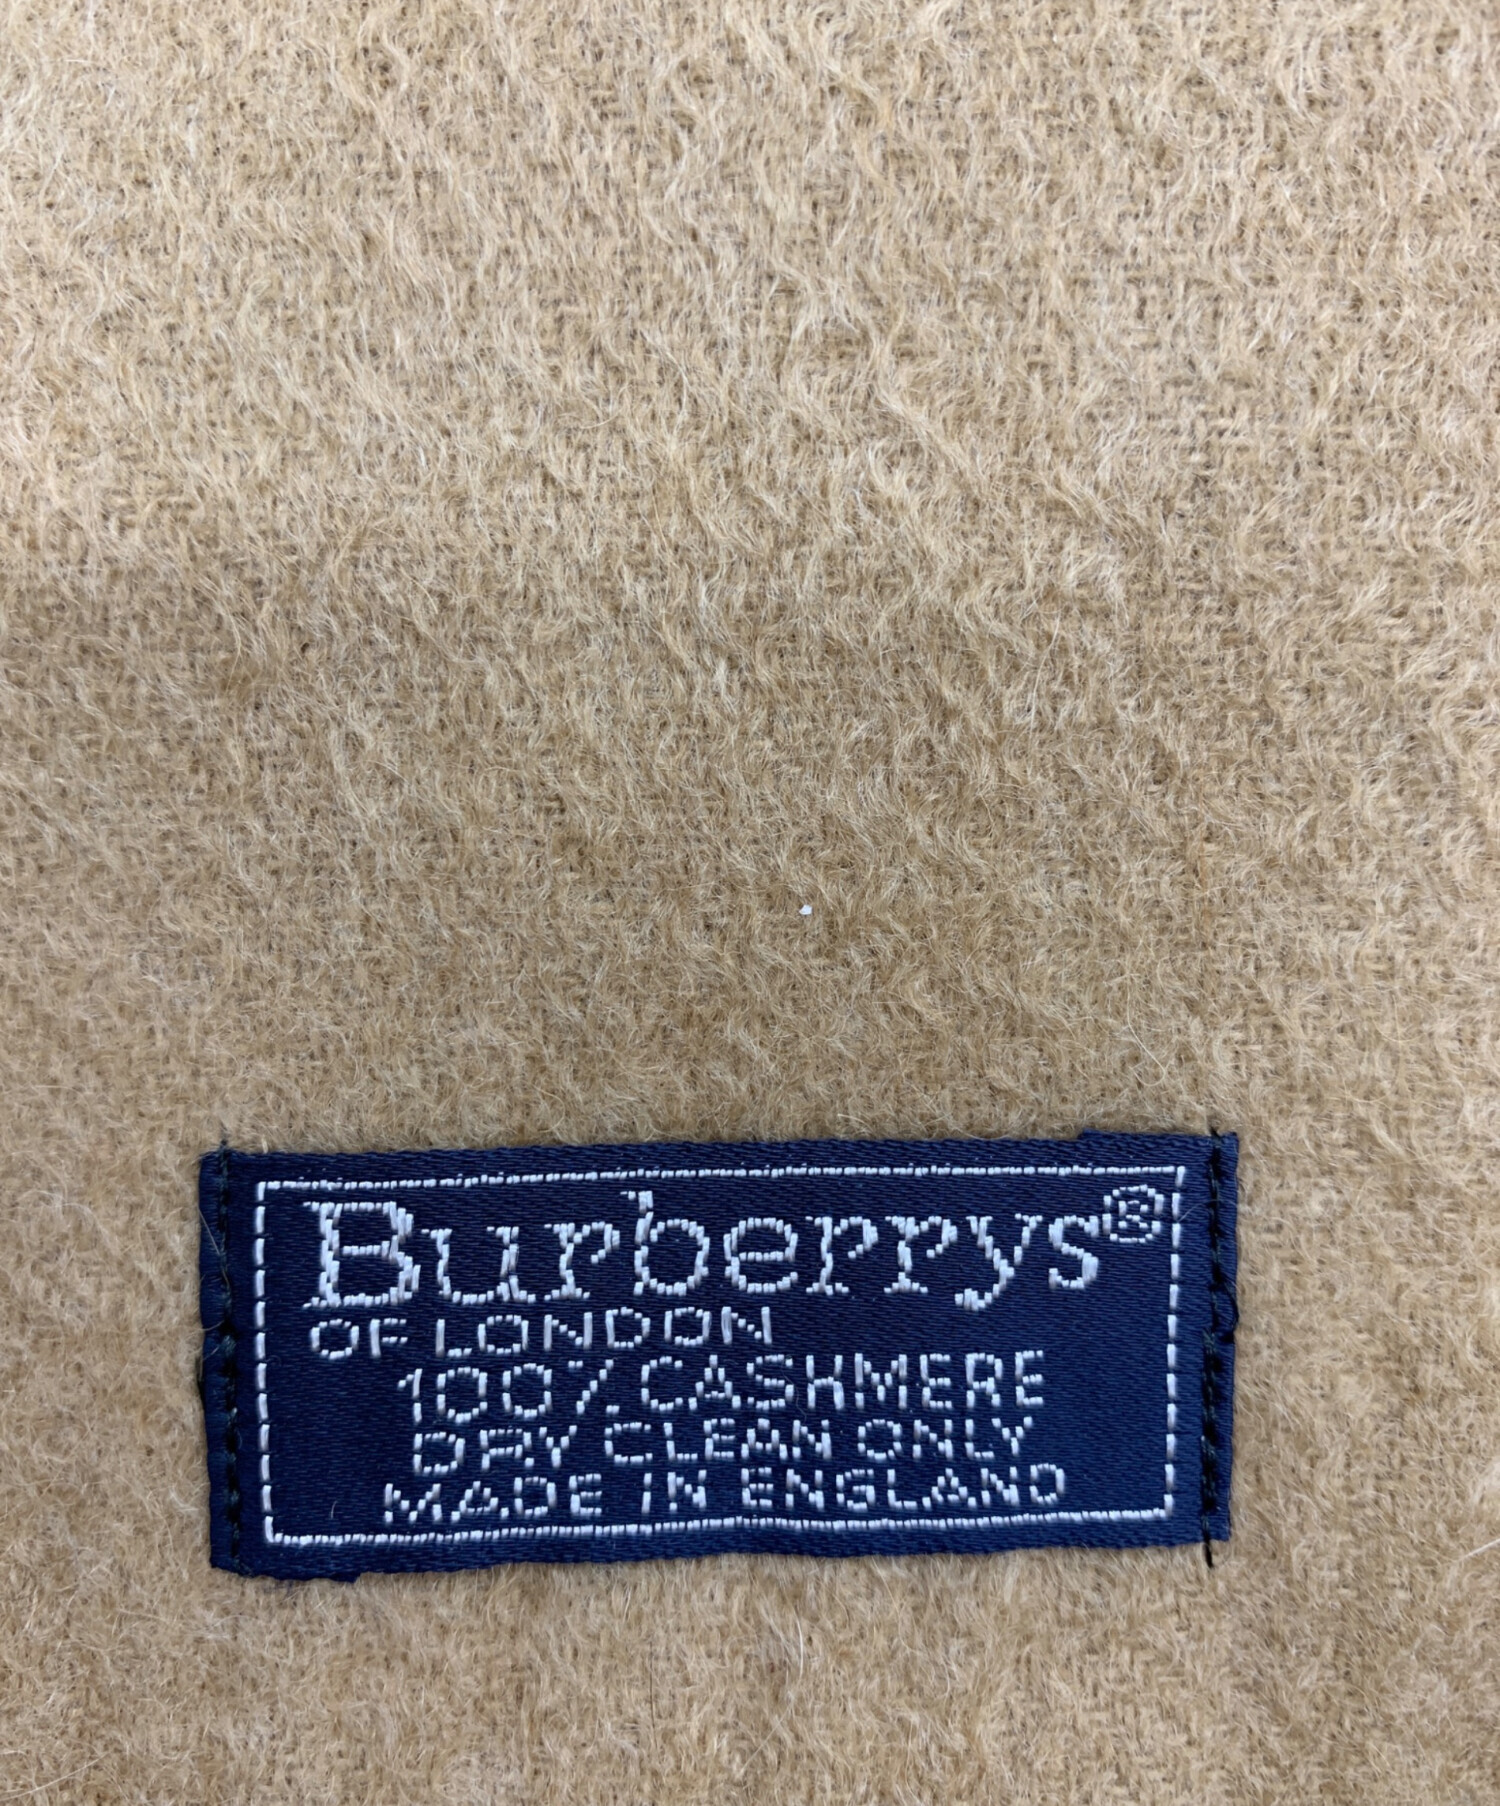 Burberrys®
OF LONDON
100% CASHMERE
DRY CLEAN ONLY
MADE IN ENGLAND